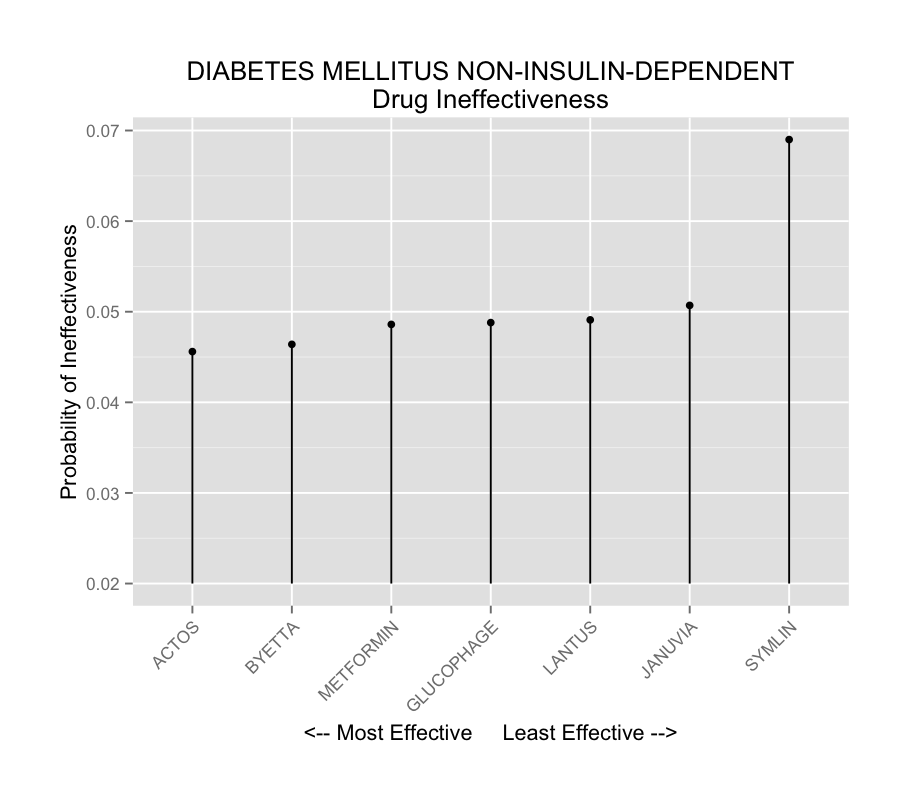 DIABETES MELLITUS NON-INSULIN-DEPENDENT
Drug Ineffectiveness
Probability of Ineffectiveness
0.07
0.06
0.05
0.04
0.03
0.02
ACTOS
BYETTA
METFORMIN
GLUCOPHAGE
LANTUS
JANUVIA
SYMLIN
<-- Most Effective Least Effective -->